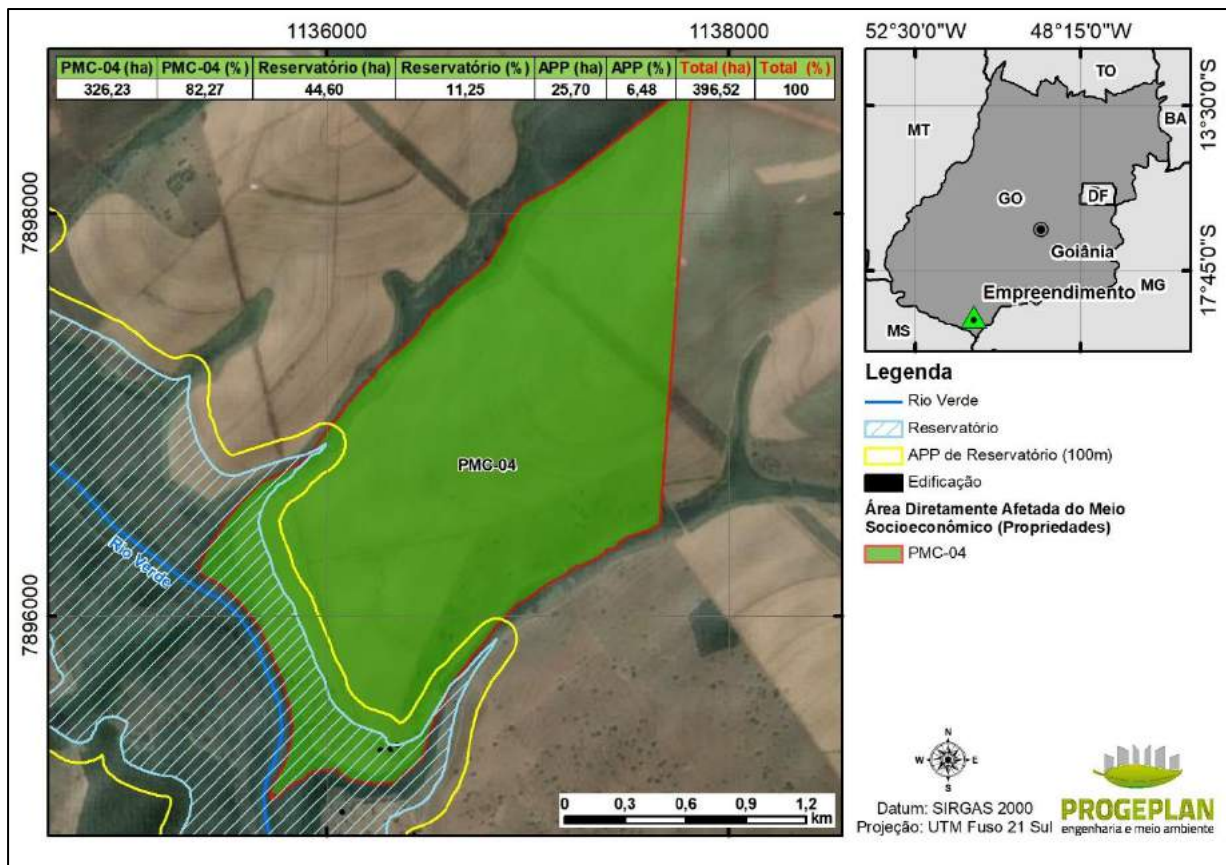 1136000
1138000
PMC-04 (ha) PMC-04 (%) Reservatório (ha) Reservatório (%) APP (ha) APP (%) Total (ha) Total (%)
326,23 82,27 44,60 11,25 25,70 6,48 396,52 100
7898000
7896000
PMC-04
Rio Verde
0 0,3 0,6 0,9 1,2
km
52°30'0"W 48°15'0"W
13°30'0"S
17°45'0"S
TO
MT
BA
GO
DF
Goiânia
MG
Empreendimento
MS
Legenda
Rio Verde
Reservatório
APP de Reservatório (100m)
Edificação
Área Diretamente Afetada do Meio
Socioeconômico (Propriedades)
PMC-04
N
W E
S
Datum: SIRGAS 2000
Projeção: UTM Fuso 21 Sul
PROGEPLAN
engenharia e meio ambiente